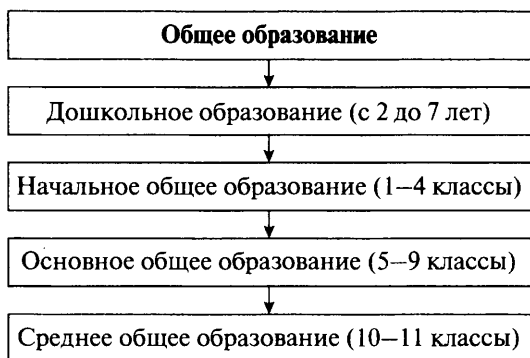 Общее образование
Дошкольное образование (с 2 до 7 лет)
Начальное общее образование (1–4 классы)
Основное общее образование (5–9 классы)
Среднее общее образование (10–11 классы)